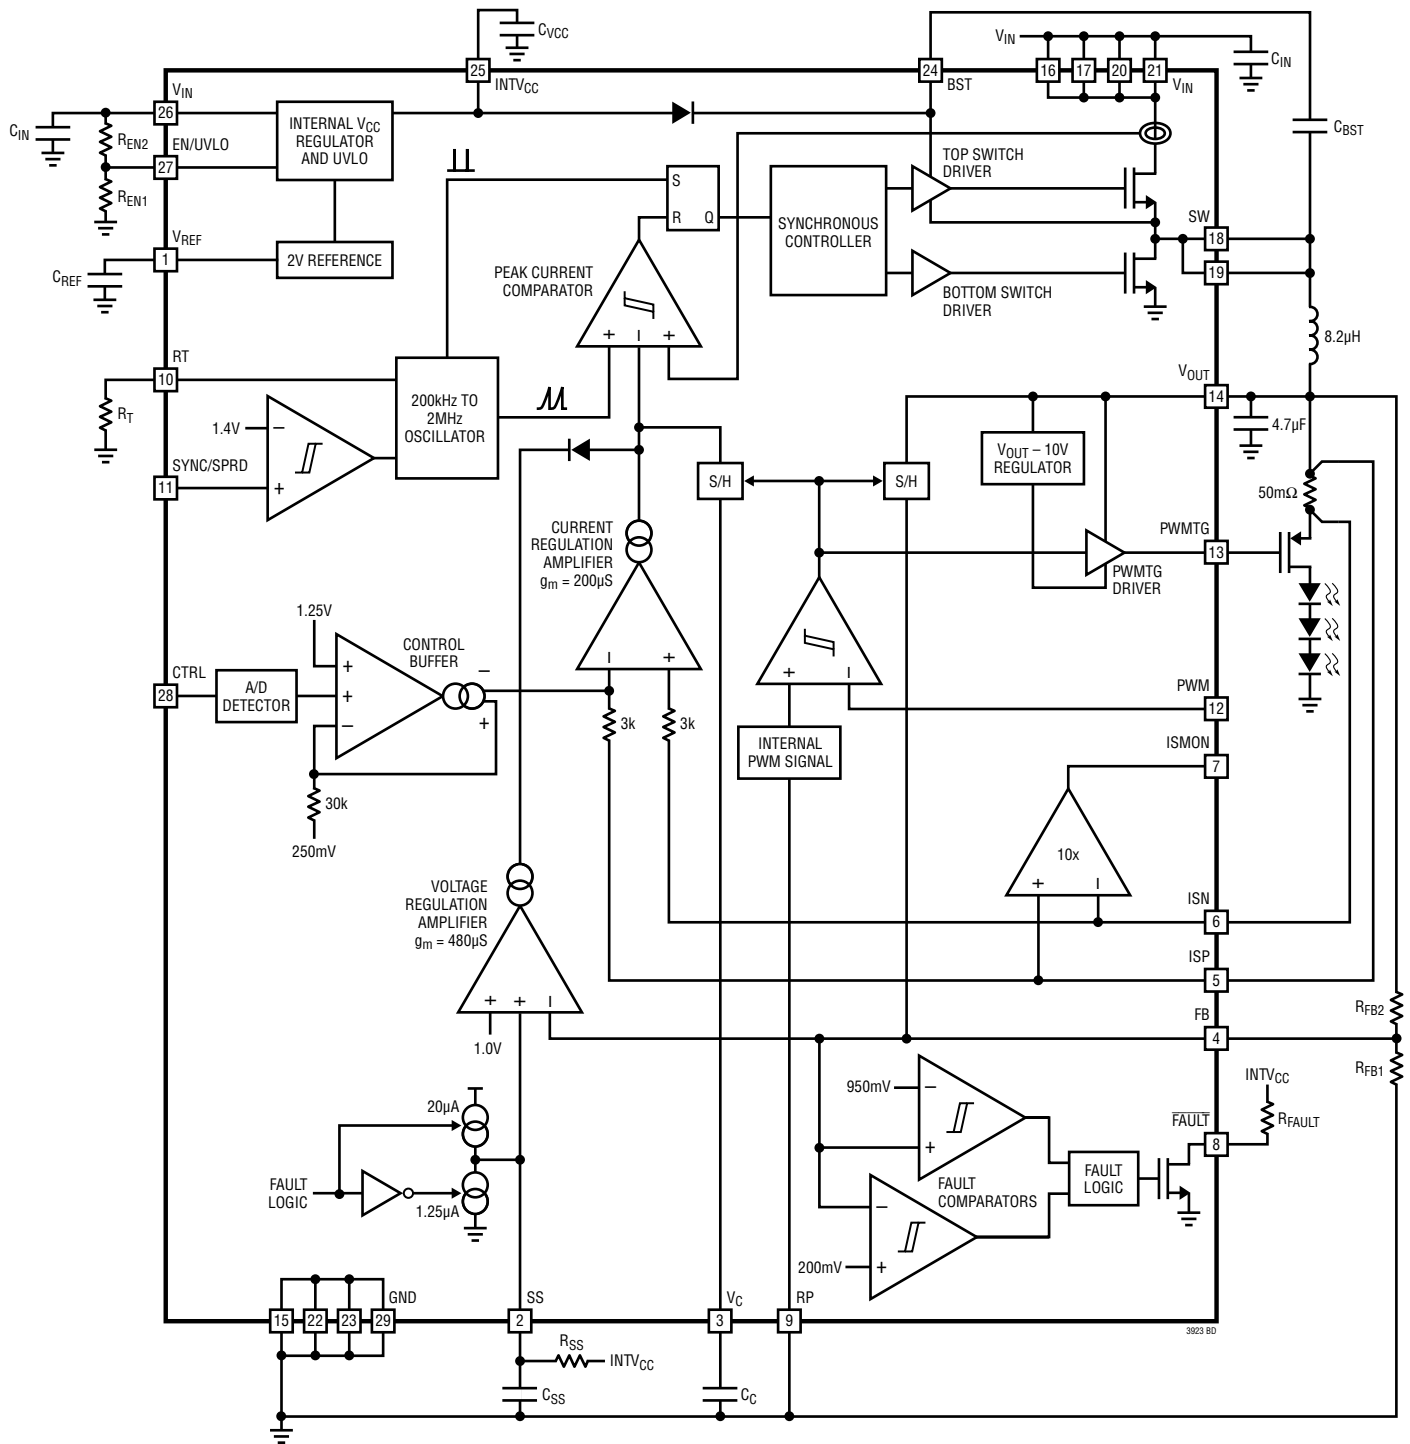 CVCC
VIN
CIN
25
24
16
17
20
21
INTVCC
BST
VIN
VIN
26
CIN
REN2
EN/UVLO
27
REN1
INTERNAL VCC
REGULATOR
AND UVLO
CBST
TOP SWITCH
DRIVER
S
R
Q
SYNCHRONOUS
CONTROLLER
SW
18
19
VREF
1
CREF
2V REFERENCE
PEAK CURRENT
COMPARATOR
+
–
+
BOTTOM SWITCH
DRIVER
8.2µH
RT
10
RT
200kHz TO
2MHz
OSCILLATOR
VOUT
14
4.7µF
1.4V
–
+
SYNC/SPRD
11
S/H
S/H
VOUT – 10V
REGULATOR
50mΩ
CURRENT
REGULATION
AMPLIFIER
gm = 200µS
PWMTG
13
PWMTG
DRIVER
1.25V
CONTROL
BUFFER
–
+
CTRL
28
A/D
DETECTOR
+
+
–
–
+
+
–
3k
3k
PWM
12
INTERNAL
PWM SIGNAL
ISMON
7
30k
250mV
10x
+
–
VOLTAGE
REGULATION
AMPLIFIER
gm = 480µS
ISN
6
ISP
5
+
+
–
1.0V
FB
4
RFB2
RFB1
950mV
–
+
INTVCC
RFAULT
FAULT
8
20µA
FAULT
LOGIC
1.25µA
FAULT
COMPARATORS
FAULT
LOGIC
–
200mV
+
15
22
23
29
GND
SS
2
VC
3
RP
9
3923 BD
RSS
INTVCC
CSS
CC